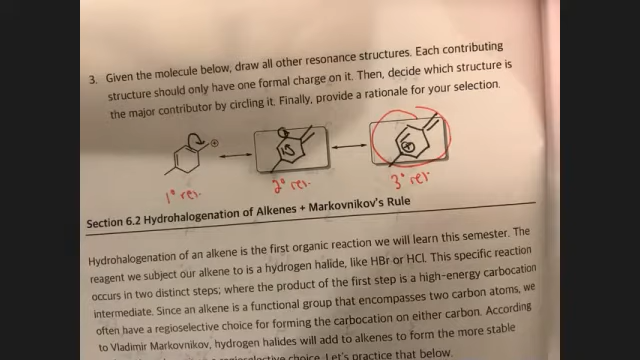 3. Given the molecule below, draw all other resonance structures. Each contributing
structure should only have one formal charge on it. Then, decide which structure is
the major contributor by circling it. Finally, provide a rationale for your selection.
1° res.
2° res.
3° res.
Section 6.2 Hydrohalogenation of Alkenes + Markovnikov's Rule
Hydrohalogenation of an alkene is the first organic reaction we will learn this semester. The
reagent we subject our alkene to is a hydrogen halide, like HBr or HCl. This specific reaction
occurs in two distinct steps; where the product of the first step is a high-energy carbocation
intermediate. Since an alkene is a functional group that encompasses two carbon atoms, we
often have a regioselective choice for forming the carbocation on either carbon. According
to Vladimir Markovnikov, hydrogen halides will add to alkenes to form the more stable
regioselective choice. Let's practice that below.